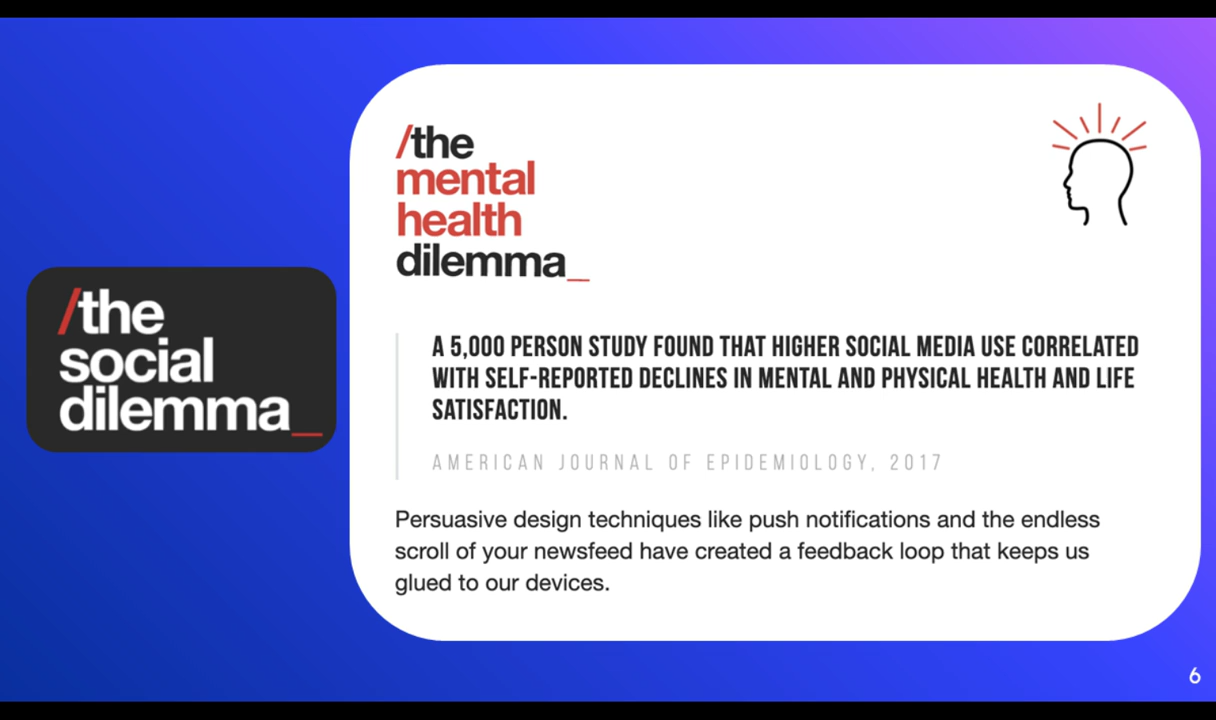 /the
social
dilemma_
/the
mental
health
dilemma_
A 5,000 PERSON STUDY FOUND THAT HIGHER SOCIAL MEDIA USE CORRELATED
WITH SELF-REPORTED DECLINES IN MENTAL AND PHYSICAL HEALTH AND LIFE
SATISFACTION.
AMERICAN JOURNAL OF EPIDEMIOLOGY, 2017
Persuasive design techniques like push notifications and the endless
scroll of your newsfeed have created a feedback loop that keeps us
glued to our devices.
6